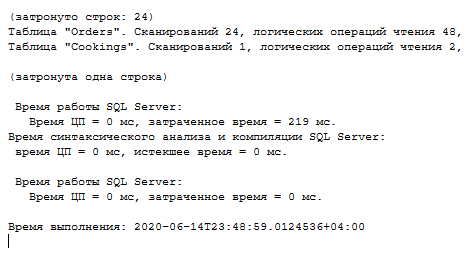 (затронуто строк: 24)
Таблица "Orders". Сканирований 24, логических операций чтения 48,
Таблица "Cookings". Сканирований 1, логических операций чтения 2,
(затронута одна строка)
Время работы SQL Server:
Время ЦП = 0 мс, затраченное время = 219 мс.
Время синтаксического анализа и компиляции SQL Server:
время ЦП = 0 мс, истекшее время = 0 мс.
Время работы SQL Server:
Время ЦП = 0 мс, затраченное время = 0 мс.
Время выполнения: 2020-06-14T23:48:59.0124536+04:00